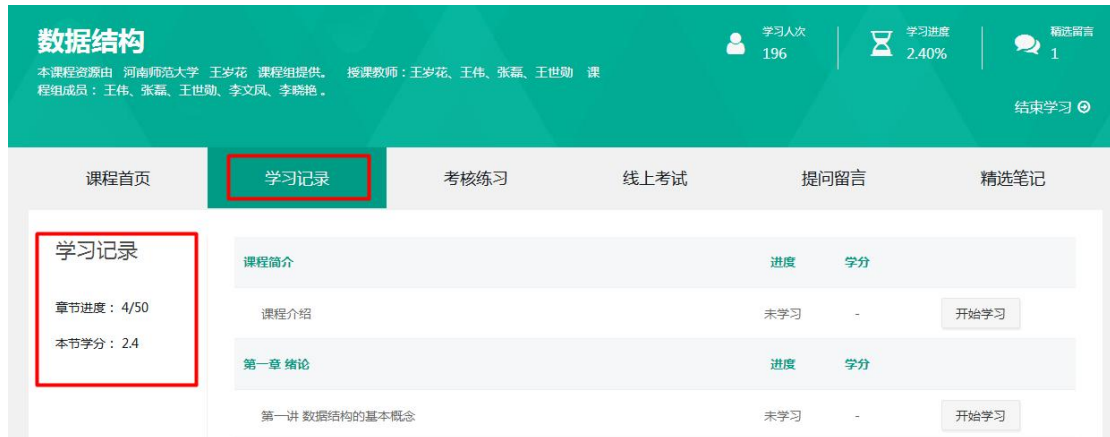 数据结构
本课程资源由 河南师范大学 王岁花 课程组提供。 授课教师：王岁花、王伟、张磊、王世勋 课
程组成员： 王伟、张磊、王世勋、李文凤、李晓艳 。
学习人次
196
学习进度
2.40%
精选留言
1
结束学习
课程首页 学习记录 考核练习 线上考试 提问留言 精选笔记
学习记录
章节进度： 4/50
本节学分： 2.4
课程简介 进度 学分
课程介绍 未学习 - 开始学习
第一章 绪论 进度 学分
第一讲 数据结构的基本概念 未学习 - 开始学习